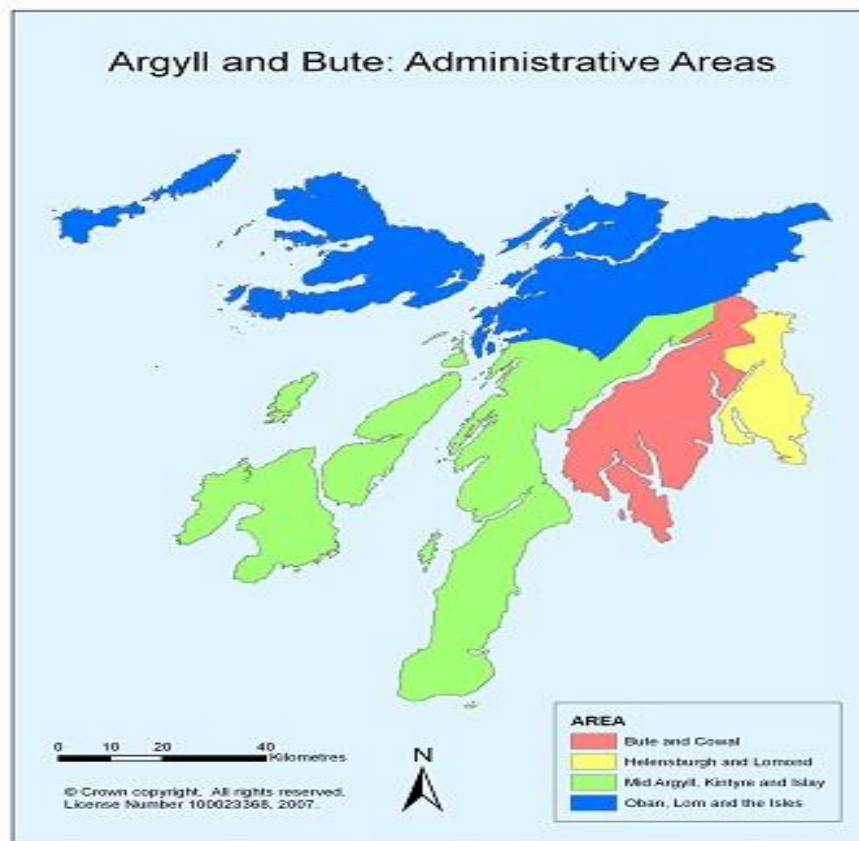 Argyll and Bute: Administrative Areas
0 10 20 40
Kilometres
N
© Crown copyright. All rights reserved.
License Number 100023368, 2007.
AREA
Bute and Cowal
Helensburgh and Lomond
Mid Argyll, Kintyre and Islay
Oban, Lorn and the Isles